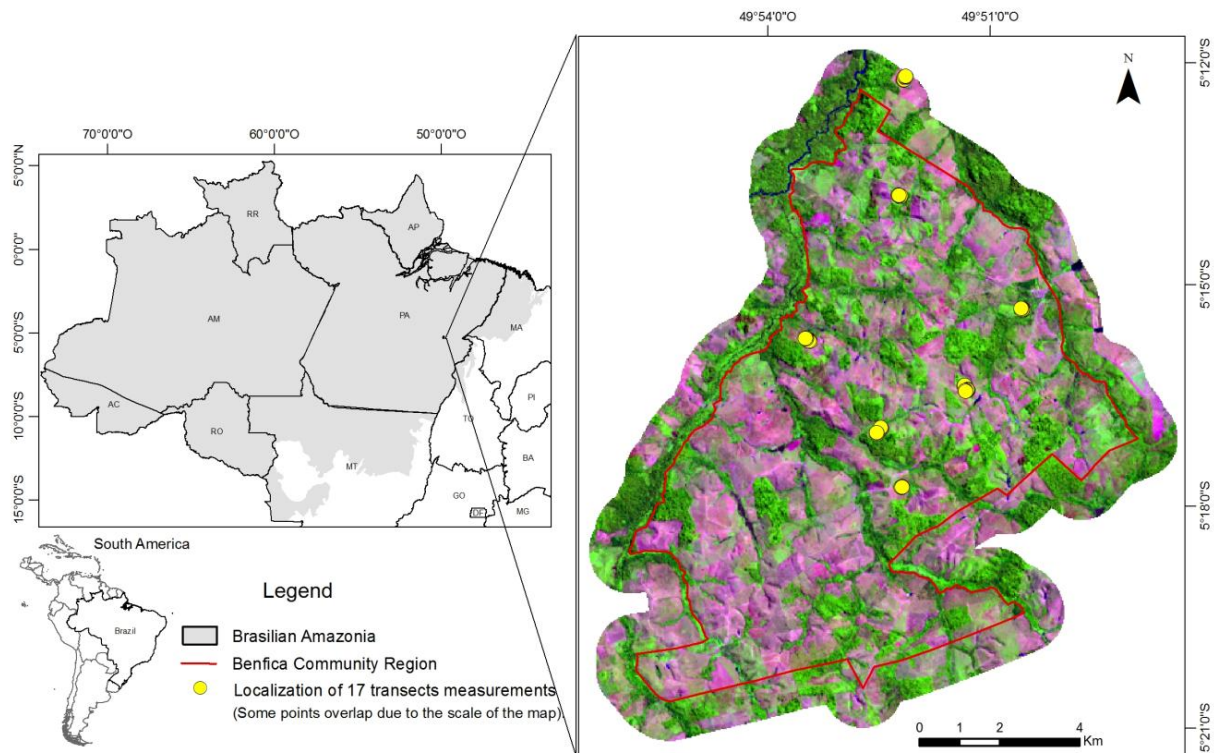 70°0'0"O 60°0'0"O 50°0'0"O
5°0'0"N
0°0'0"
5°0'0"S
10°0'0"S
15°0'0"S
RR
AP
AM
PA
MA
AC
RO
MT
TO
PI
BA
GO
DF
MG
South America
Brazil
Legend
Brasilian Amazonia
Benfica Community Region
Localization of 17 transects measurements
(Some points overlap due to the scale of the map).
49°54'0"O 49°51'0"O
N
5°12'0"S
5°15'0"S
5°18'0"S
5°21'0"S
0 1 2 4
Km